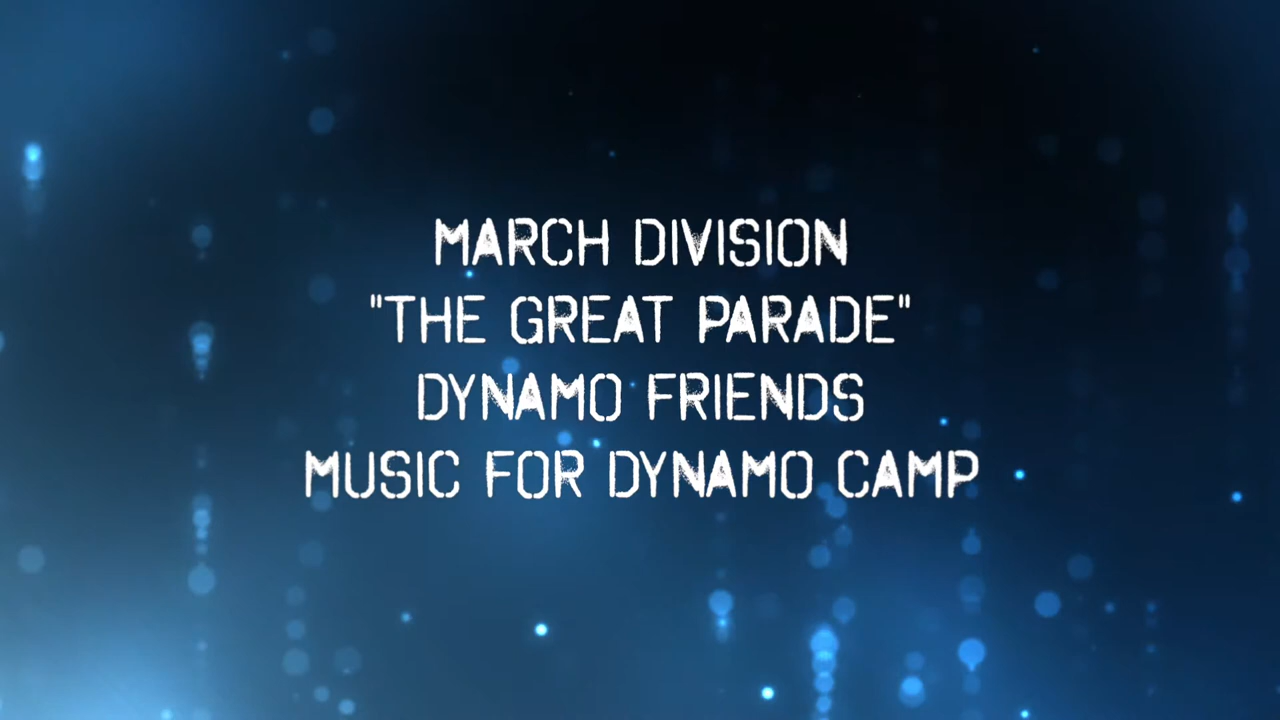 MARCH DIVISION
"THE GREAT PARADE"
DYNAMO FRIENDS
MUSIC FOR DYNAMO CAMP